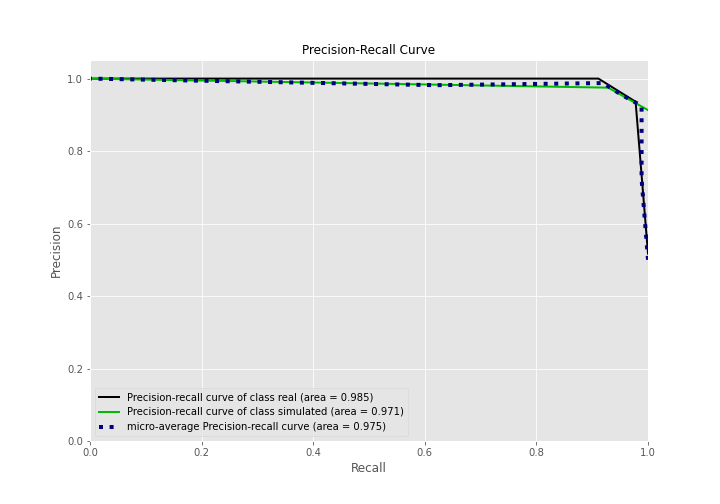 Precision-Recall Curve
1.0
0.8
0.6
0.4
0.2
0.0
Precision
Precision-recall curve of class real (area = 0.985)
Precision-recall curve of class simulated (area = 0.971)
micro-average Precision-recall curve (area = 0.975)
0.0 0.2 0.4 0.6 0.8 1.0
Recall